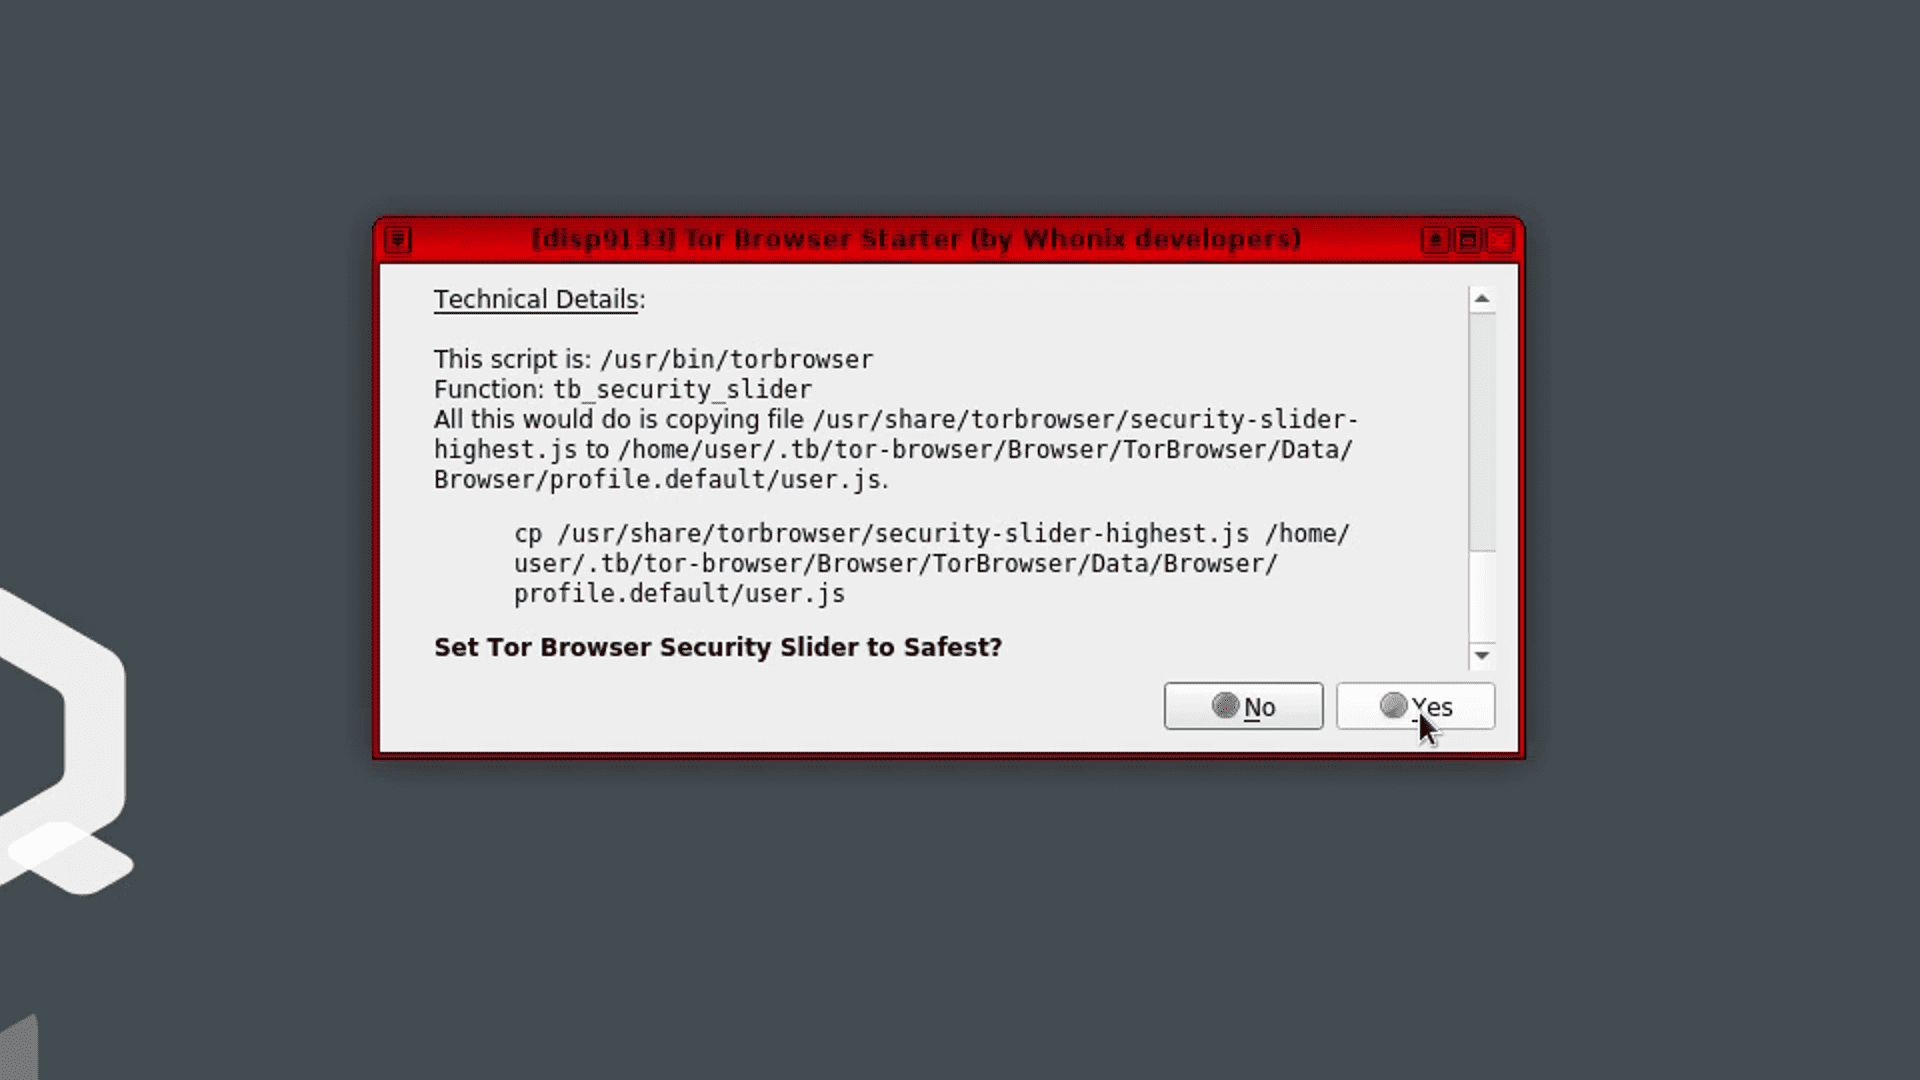 [disp9133] Tor Browser Starter (by Whonix developers)
Technical Details:
This script is: /usr/bin/torbrowser
Function: tb_security_slider
All this would do is copying file /usr/share/torbrowser/security-slider-
highest.js to /home/user/.tb/tor-browser/Browser/TorBrowser/Data/
Browser/profile.default/user.js.
cp /usr/share/torbrowser/security-slider-highest.js /home/
user/.tb/tor-browser/Browser/TorBrowser/Data/Browser/
profile.default/user.js
Set Tor Browser Security Slider to Safest?
No Yes